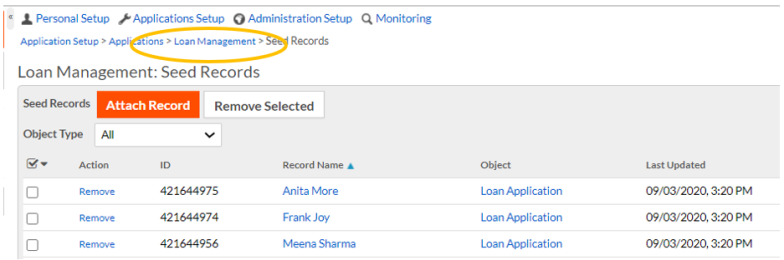 « Personal Setup Applications Setup Administration Setup Monitoring
Application Setup > Applications > Loan Management > Seed Records
Loan Management: Seed Records
Seed Records Attach Record Remove Selected
Object Type All
Action ID Record Name Object Last Updated
Remove 421644975 Anita More Loan Application 09/03/2020, 3:20 PM
Remove 421644974 Frank Joy Loan Application 09/03/2020, 3:20 PM
Remove 421644956 Meena Sharma Loan Application 09/03/2020, 3:20 PM